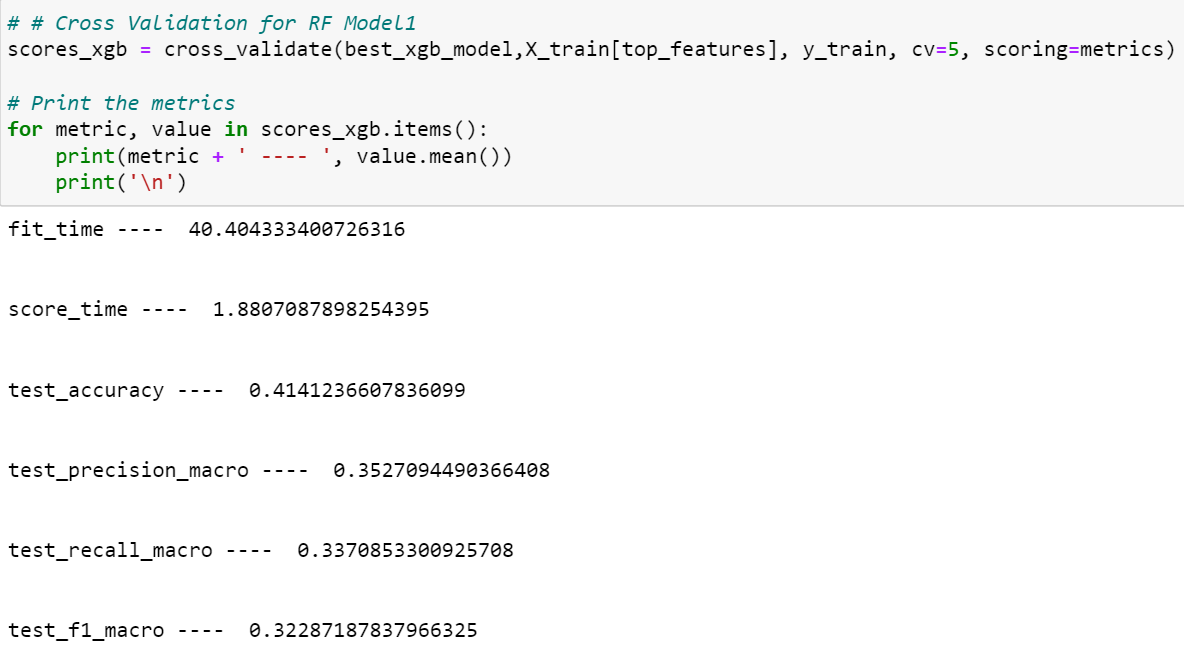 # # Cross Validation for RF Model1
scores_xgb = cross_validate(best_xgb_model,X_train[top_features], y_train, cv=5, scoring=metrics)
# Print the metrics
for metric, value in scores_xgb.items():
    print(metric + ' ---- ', value.mean())
    print('\n')
fit_time ----  40.404333400726316
score_time ----  1.8807087898254395
test_accuracy ----  0.4141236607836099
test_precision_macro ----  0.3527094490366408
test_recall_macro ----  0.3370853300925708
test_f1_macro ----  0.32287187837966325